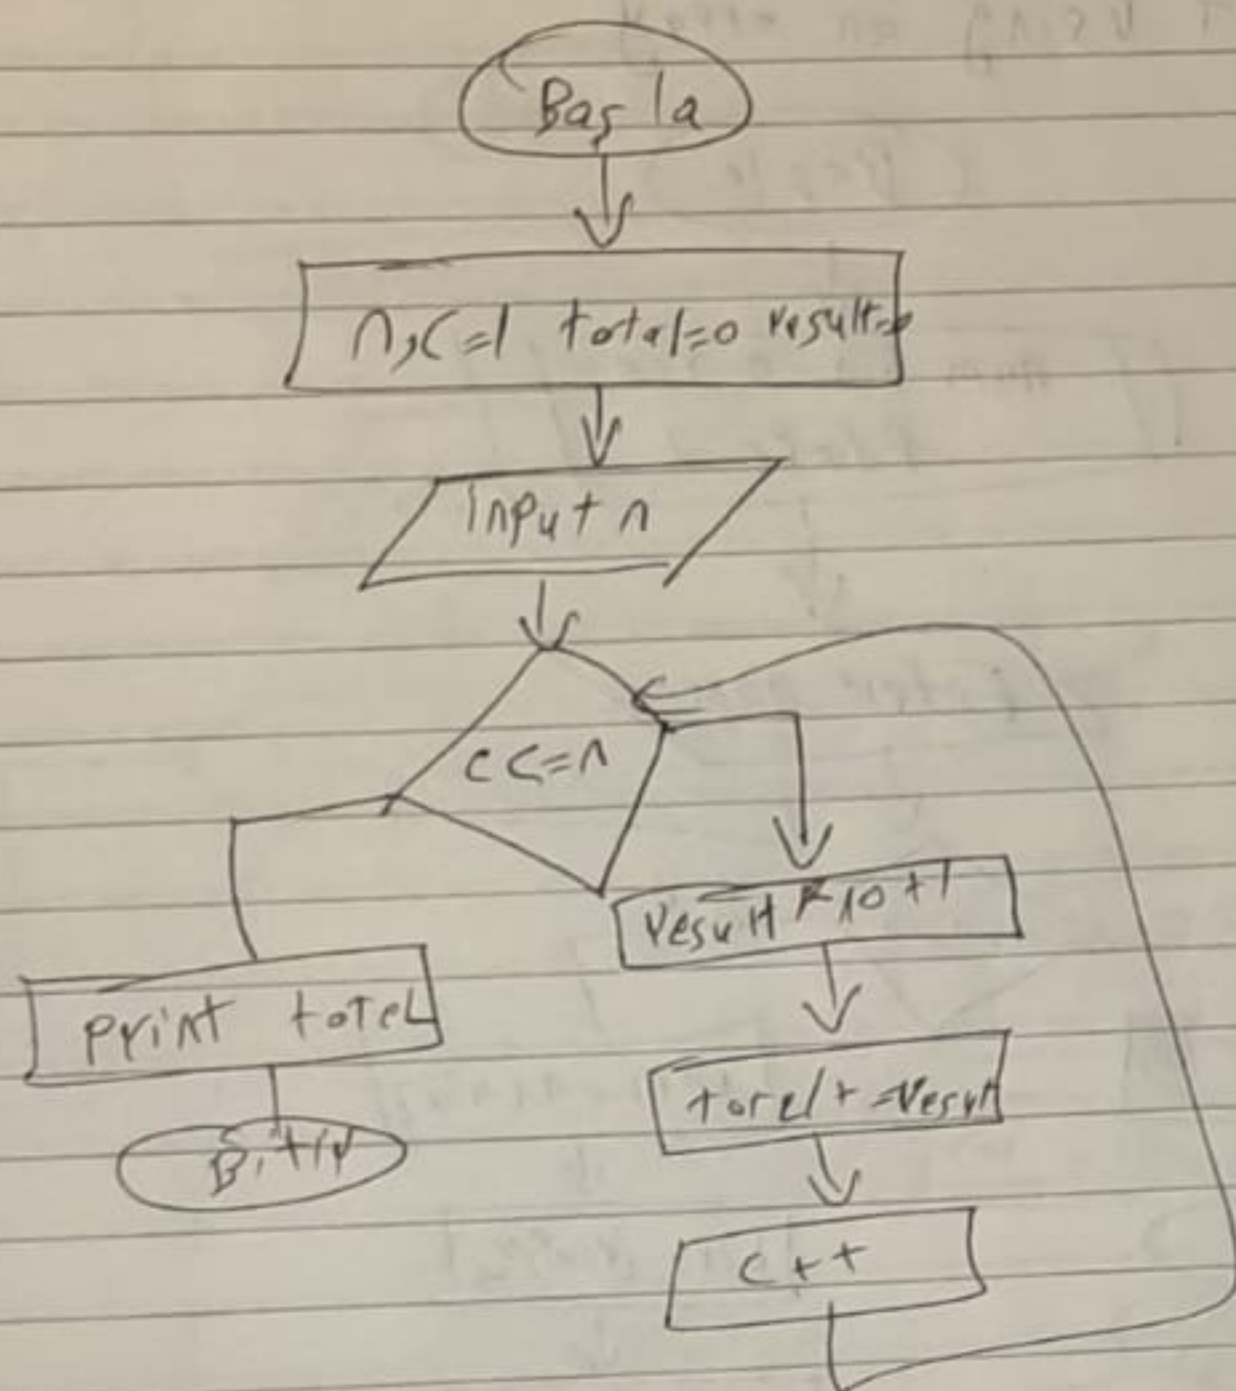 Başla
n,c=1 total=0 result=0
input n
c<=n
result*10+1
print total
total+=result
Bitir
c++